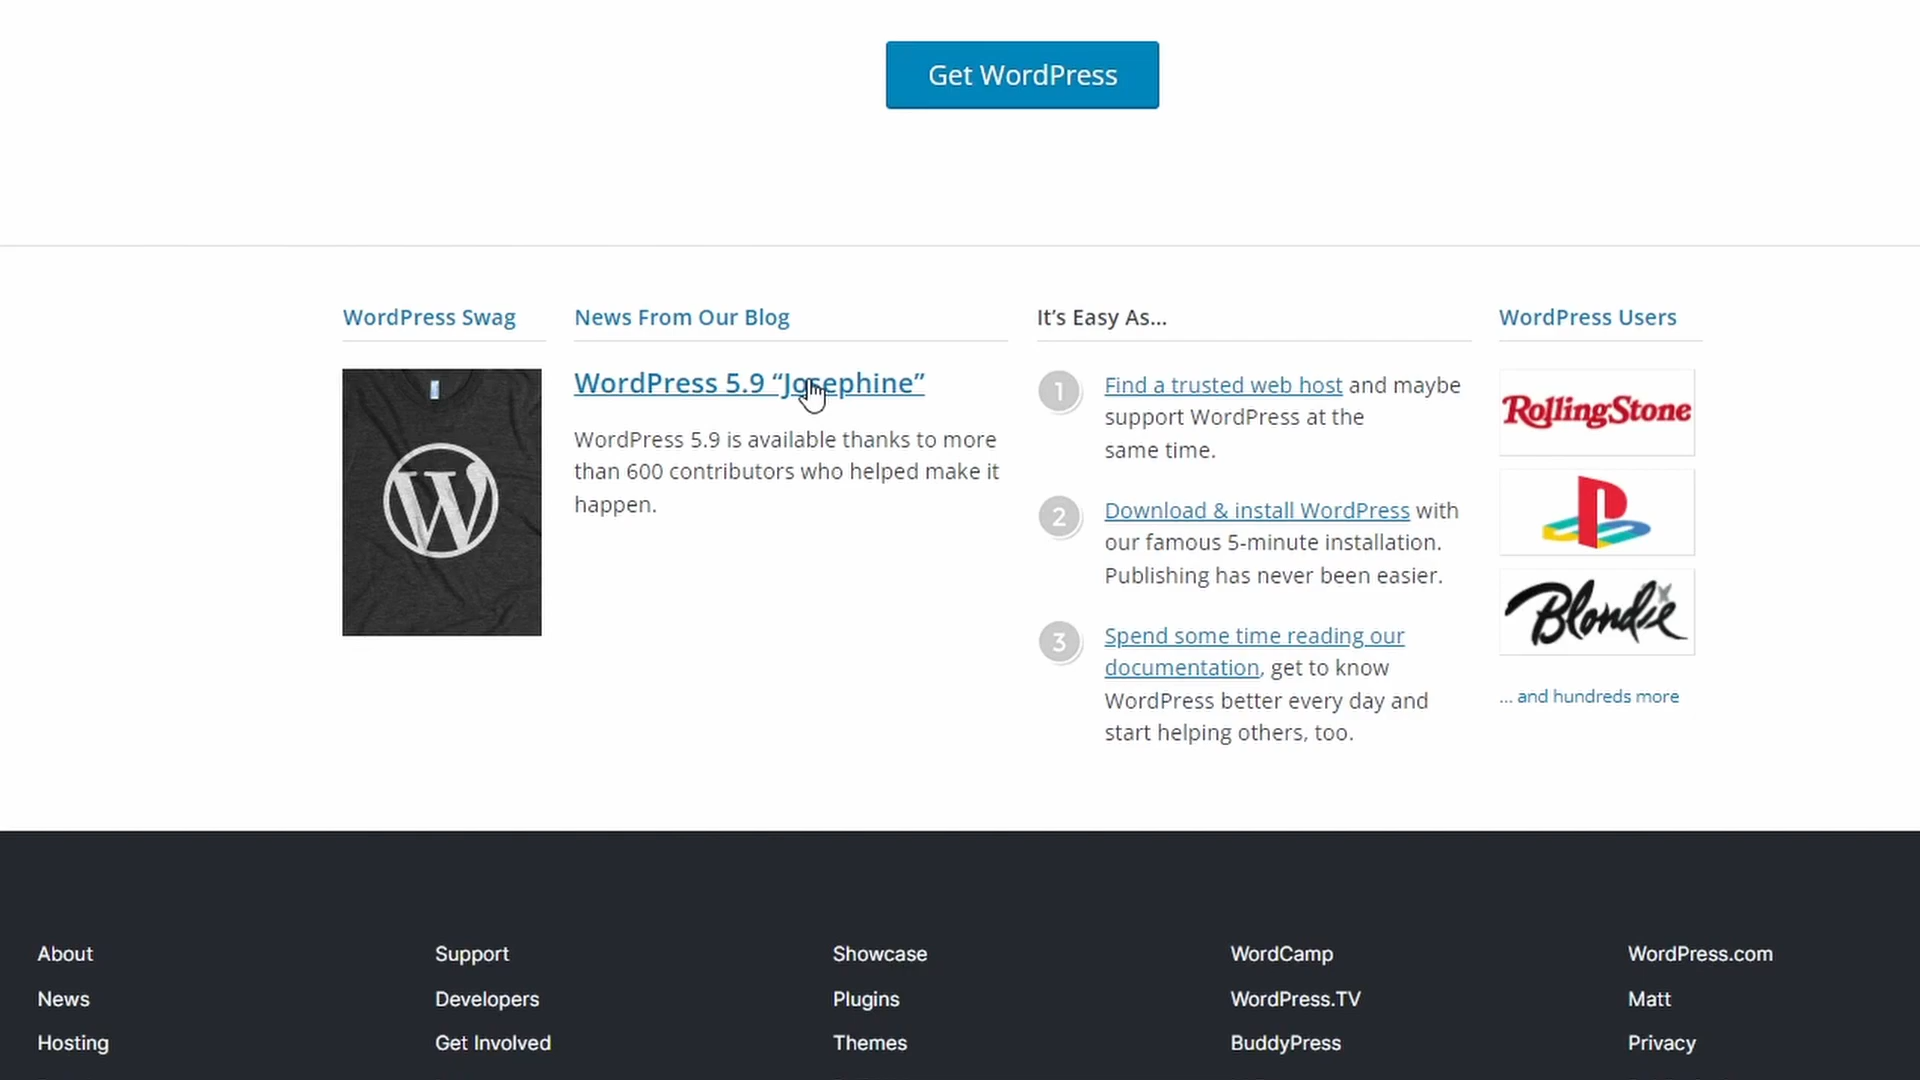 Get WordPress
WordPress Swag
W
News From Our Blog
WordPress 5.9 “Josephine”
WordPress 5.9 is available thanks to more
than 600 contributors who helped make it
happen.
It’s Easy As…
1
Find a trusted web host and maybe
support WordPress at the
same time.
2
Download & install WordPress with
our famous 5-minute installation.
Publishing has never been easier.
3
Spend some time reading our
documentation, get to know
WordPress better every day and
start helping others, too.
WordPress Users
RollingStone
Blondie
... and hundreds more
About
News
Hosting
Support
Developers
Get Involved
Showcase
Plugins
Themes
WordCamp
WordPress.TV
BuddyPress
WordPress.com
Matt
Privacy